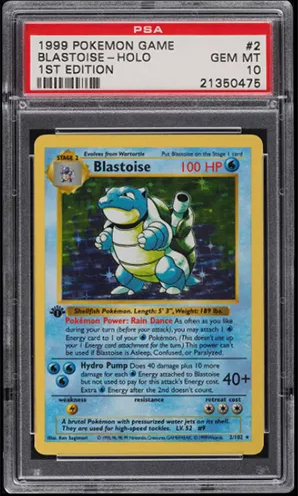 PSA
1999 POKEMON GAME #2
BLASTOISE-HOLO GEM MT
1ST EDITION 10
21350475
STAGE 2 Evolves from Wartortle Put Blastoise on the Stage 1 card
Blastoise 100 HP
Shellfish Pokémon. Length: 5' 3", Weight: 189 lbs.
Pokémon Power: Rain Dance As often as you like
during your turn (before your attack), you may attach 1
Energy card to 1 of your Pokémon. (This doesn't use up
your 1 Energy card attachment for the turn.) This power can't
be used if Blastoise is Asleep, Confused, or Paralyzed.
Hydro Pump Does 40 damage plus 10 more
damage for each Energy attached to Blastoise
but not used to pay for this attack's Energy cost.
Extra Energy after the 2nd doesn't count.
40+
weakness resistance retreat cost
A brutal Pokémon with pressurized water jets on its shell.
They are used for high-speed tackles. LV. 52 #9
Illus. Ken Sugimori 2/102